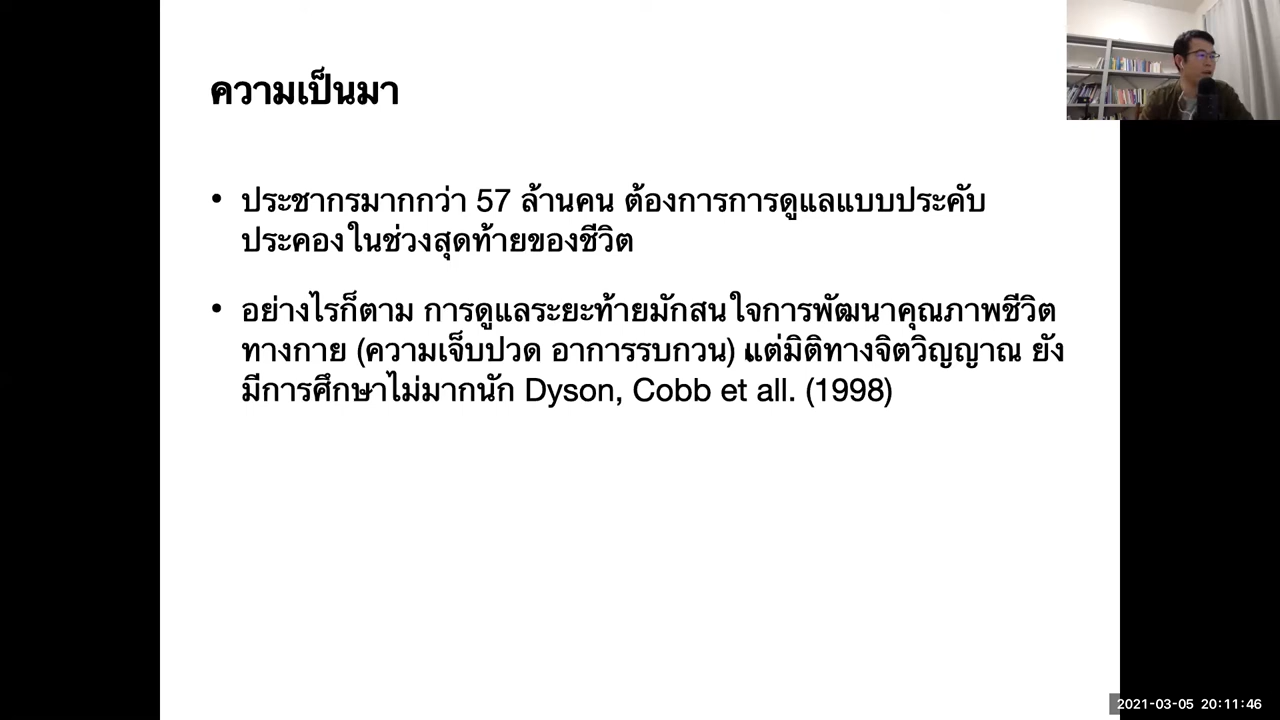 ความเป็นมา
• ประชากรมากกว่า 57 ล้านคน ต้องการการดูแลแบบประคับ
ประคองในช่วงสุดท้ายของชีวิต
• อย่างไรก็ตาม การดูแลระยะท้ายมักสนใจการพัฒนาคุณภาพชีวิต
ทางกาย (ความเจ็บปวด อาการรบกวน) แต่มิติทางจิตวิญญาณ ยัง
มีการศึกษาไม่มากนัก Dyson, Cobb et all. (1998)
2021-03-05 20:11:46